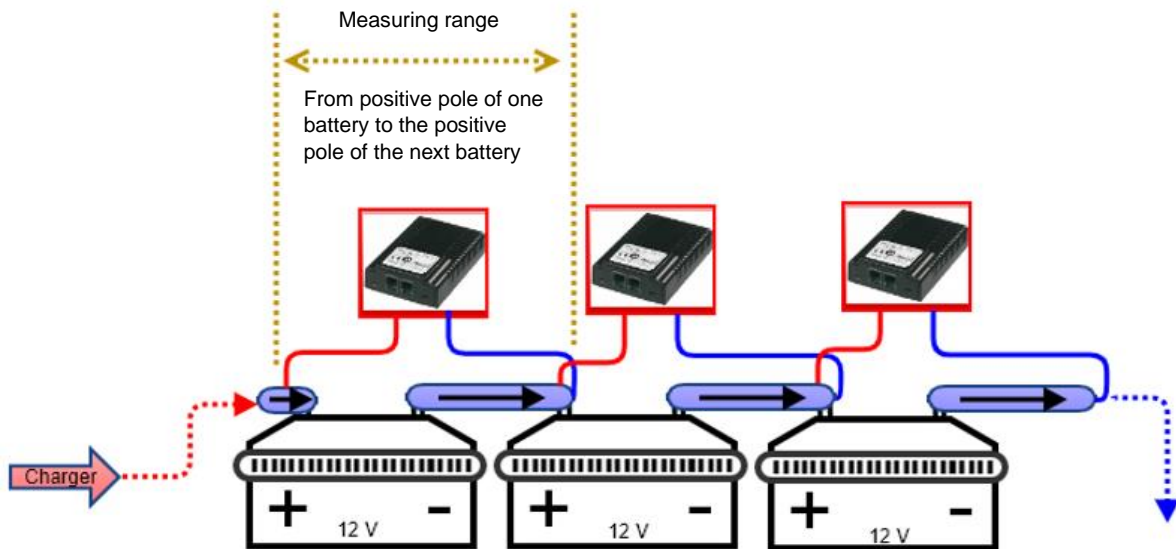 Measuring range
From positive pole of one
battery to the positive
pole of the next battery
Charger
+ -
12 V
+ -
12 V
+ -
12 V